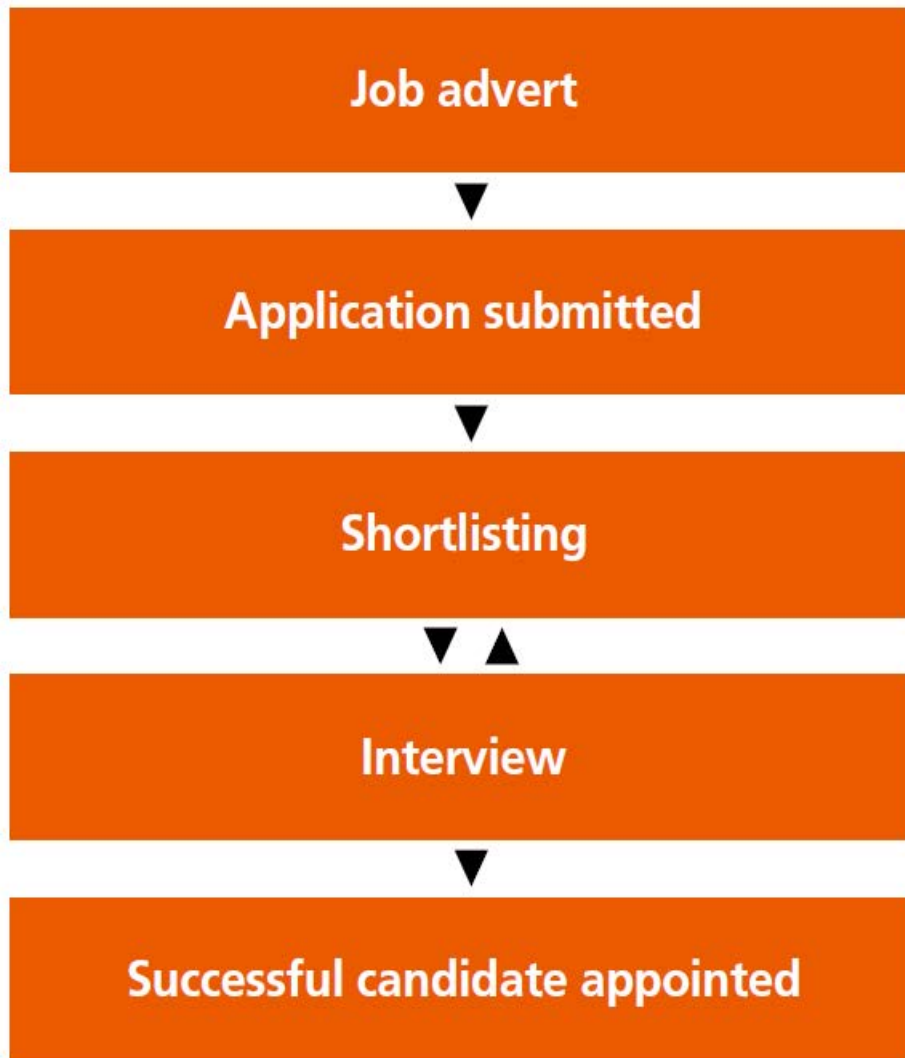 Job advert
Application submitted
Shortlisting
Interview
Successful candidate appointed